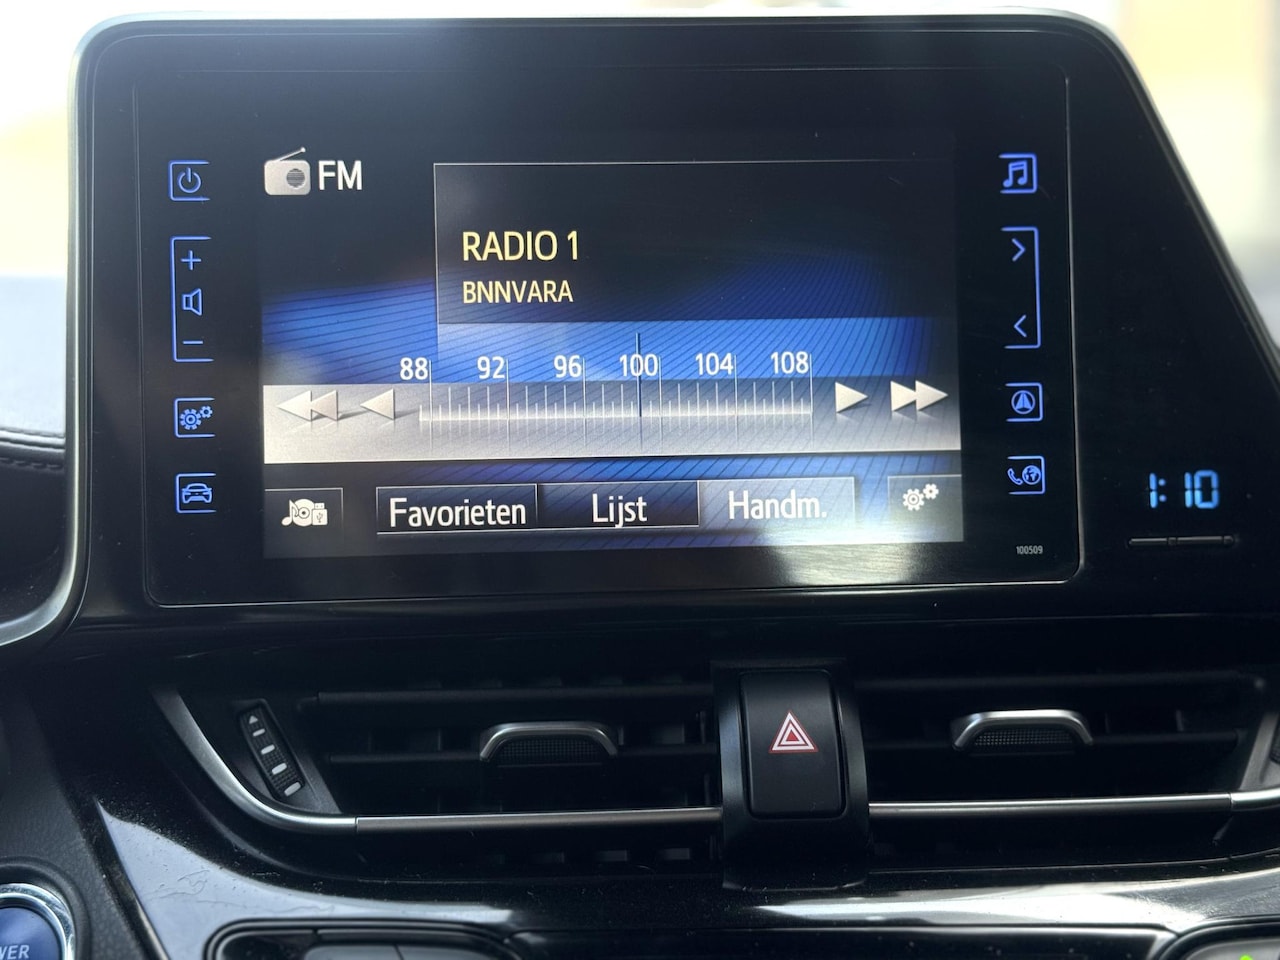 FM
RADIO 1
BNNVARA
88 92 96 100 104 108
Favorieten Lijst Handm.
100509
1:10